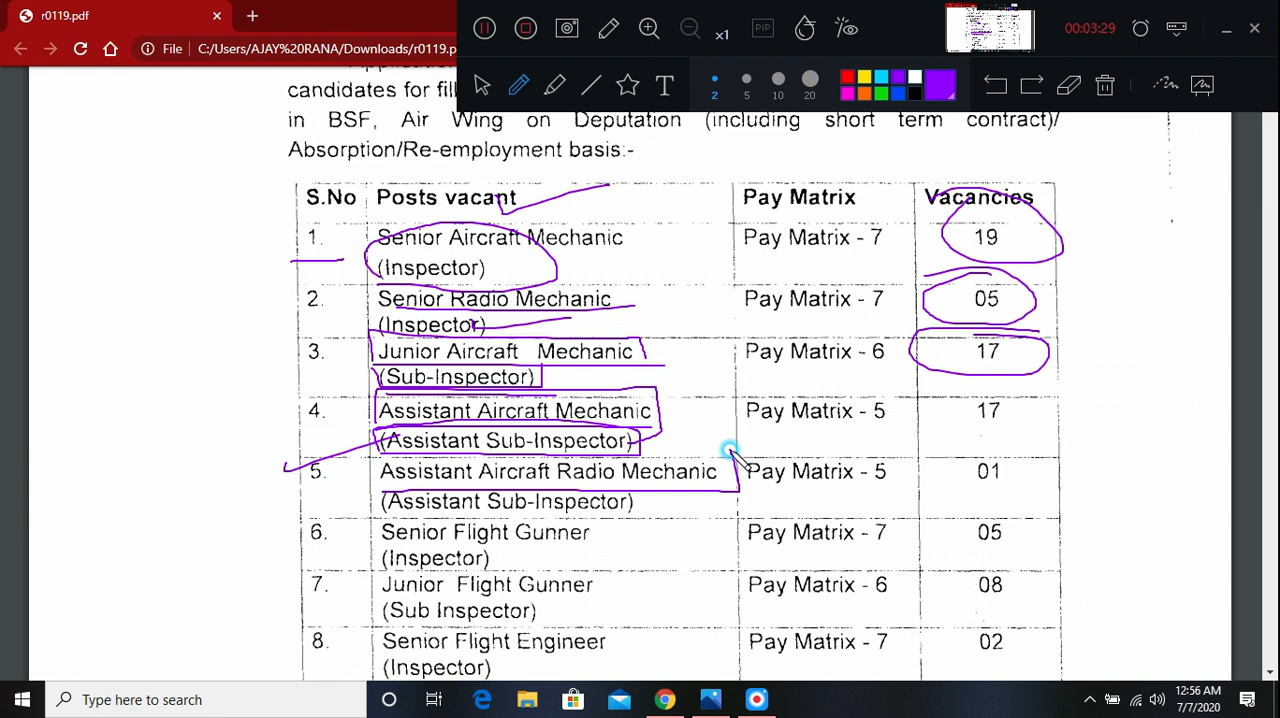 r0119.pdf
x1
PIP
00:03:29
File C:/Users/AJAY%20RANA/Downloads/r0119.p
2 5 10 20
candidates for
in BSF, Air Wing on Deputation (including short term contract)/
Absorption/Re-employment basis:-
S.No Posts vacant Pay Matrix Vacancies
1. Senior Aircraft Mechanic Pay Matrix - 7 19
(Inspector)
2. Senior Radio Mechanic Pay Matrix - 7 05
(Inspector)
3. Junior Aircraft Mechanic Pay Matrix - 6 17
(Sub-Inspector)
4. Assistant Aircraft Mechanic Pay Matrix - 5 17
(Assistant Sub-Inspector)
5. Assistant Aircraft Radio Mechanic Pay Matrix - 5 01
(Assistant Sub-Inspector)
6. Senior Flight Gunner Pay Matrix - 7 05
(Inspector)
7. Junior Flight Gunner Pay Matrix - 6 08
(Sub Inspector)
8. Senior Flight Engineer Pay Matrix - 7 02
(Inspector)
Type here to search
12:56 AM
7/7/2020